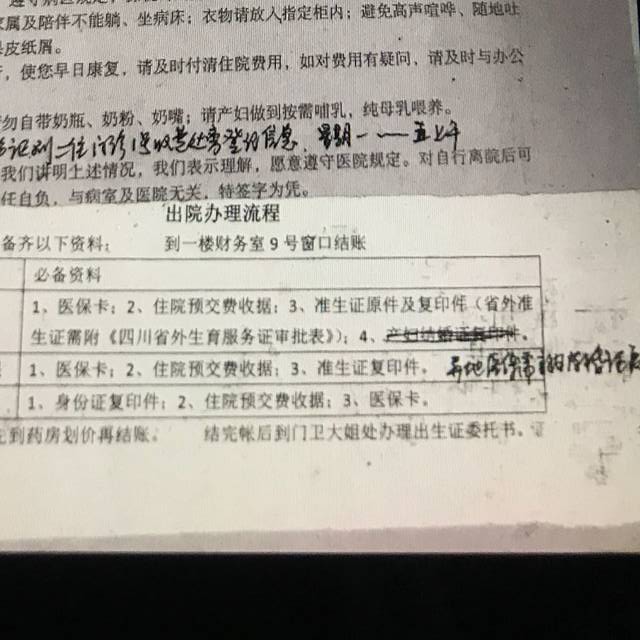 家属及陪伴不能躺、坐病床；衣物请放入指定柜内；避免高声喧哗、随地吐
果皮纸屑。
，使您早日康复，请及时付清住院费用，如对费用有疑问，请及时与办公
勿自带奶瓶、奶粉、奶嘴；请产妇做到按需哺乳，纯母乳喂养。
信息，星期一——五上午
我们讲明上述情况，我们表示理解，愿意遵守医院规定。对自行离院后可
任自负，与病室及医院无关，特签字为凭。
出院办理流程
备齐以下资料： 到一楼财务室9号窗口结账
必备资料
1、医保卡；2、住院预交费收据；3、准生证原件及复印件（省外准
生证需附《四川省外生育服务证审批表》）；4、产妇结婚证复印件。
1、医保卡；2、住院预交费收据；3、准生证复印件。
1、身份证复印件；2、住院预交费收据；3、医保卡。
到药房划价再结账。 结完帐后到门卫大姐处办理出生证委托书。